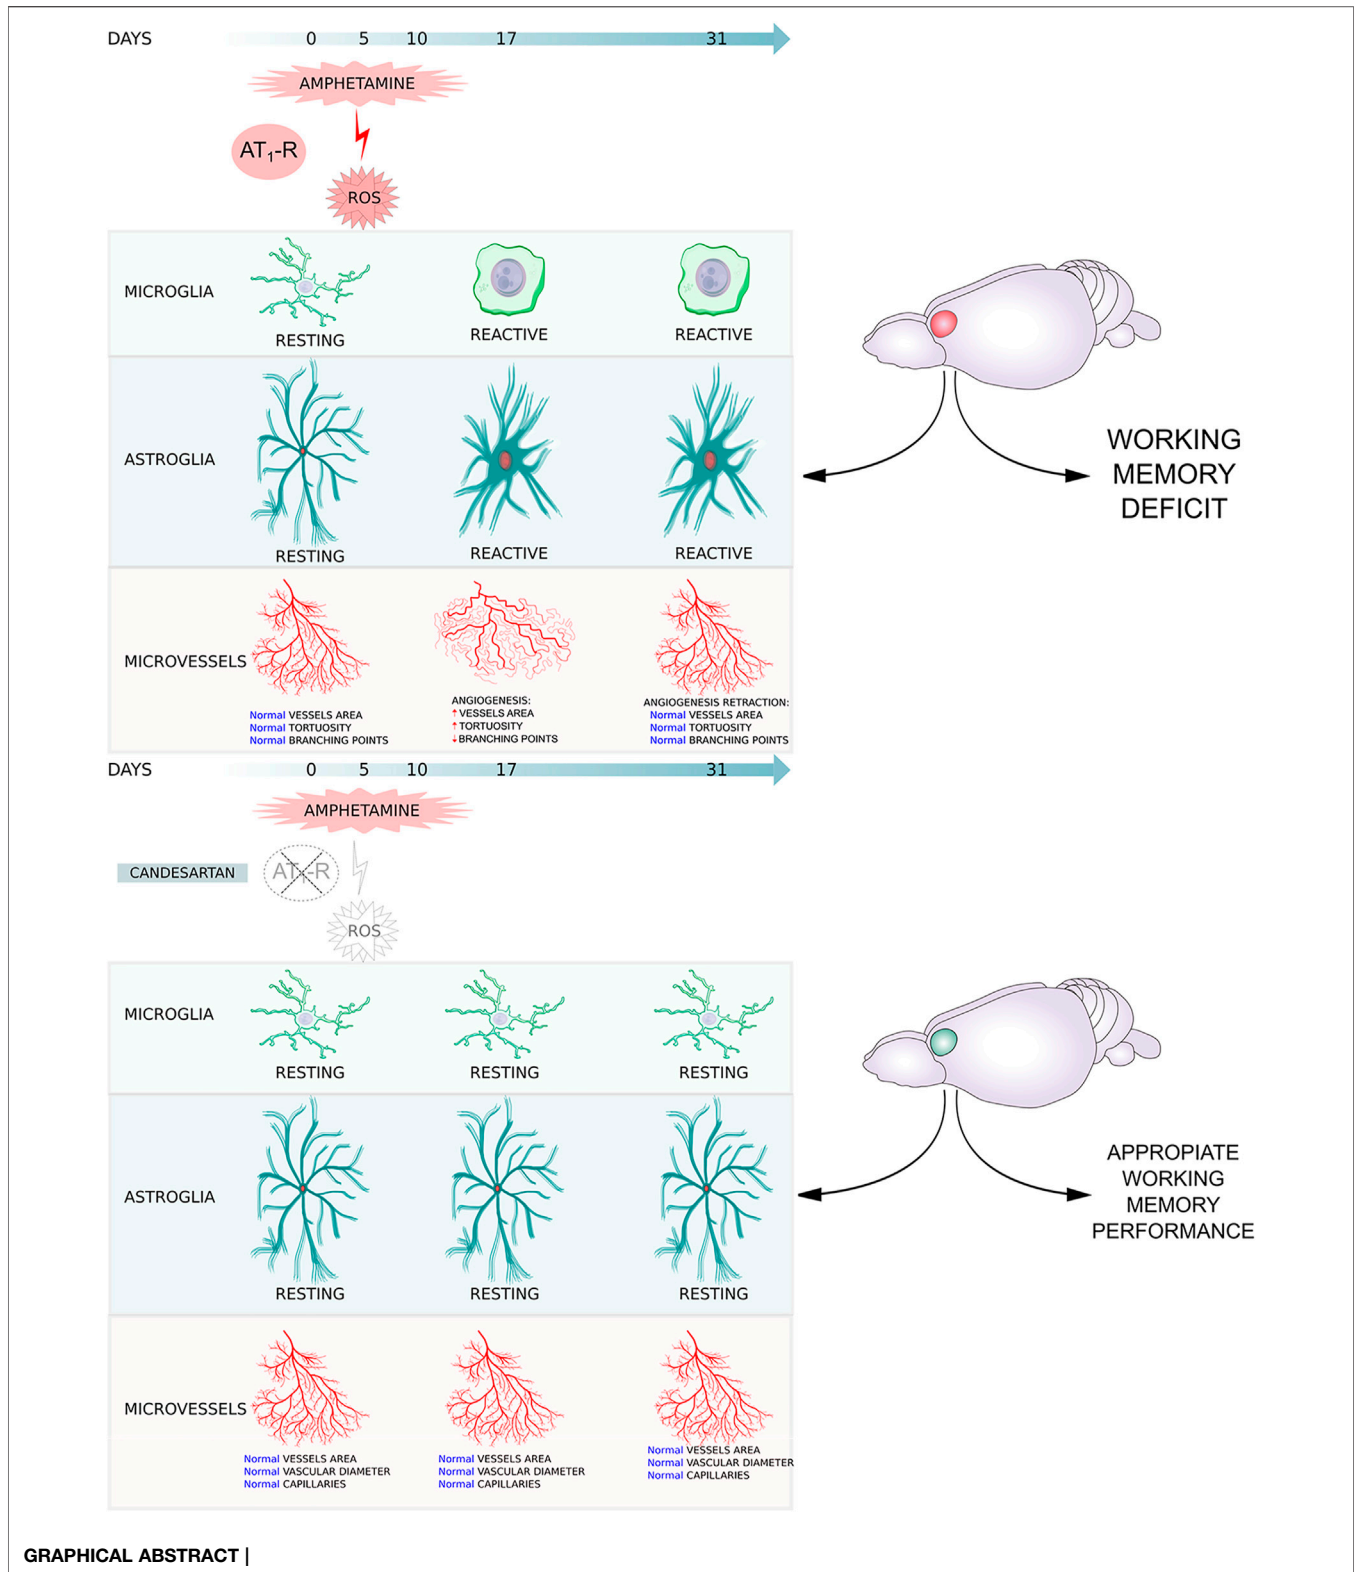 DAYS 0 5 10 17 31
AMPHETAMINE
AT1-R
ROS
MICROGLIA
RESTING REACTIVE REACTIVE
ASTROGLIA
RESTING REACTIVE REACTIVE
WORKING
MEMORY
DEFICIT
MICROVESSELS
Normal VESSELS AREA
Normal TORTUOSITY
Normal BRANCHING POINTS
ANGIOGENESIS:
↑ VESSELS AREA
↑ TORTUOSITY
↓ BRANCHING POINTS
ANGIOGENESIS RETRACTION:
Normal VESSELS AREA
Normal TORTUOSITY
Normal BRANCHING POINTS
DAYS 0 5 10 17 31
AMPHETAMINE
CANDESARTAN AT1-R
ROS
MICROGLIA
RESTING RESTING RESTING
ASTROGLIA
RESTING RESTING RESTING
APPROPIATE
WORKING
MEMORY
PERFORMANCE
MICROVESSELS
Normal VESSELS AREA
Normal VASCULAR DIAMETER
Normal CAPILLARIES
Normal VESSELS AREA
Normal VASCULAR DIAMETER
Normal CAPILLARIES
Normal VESSELS AREA
Normal VASCULAR DIAMETER
Normal CAPILLARIES
GRAPHICAL ABSTRACT |